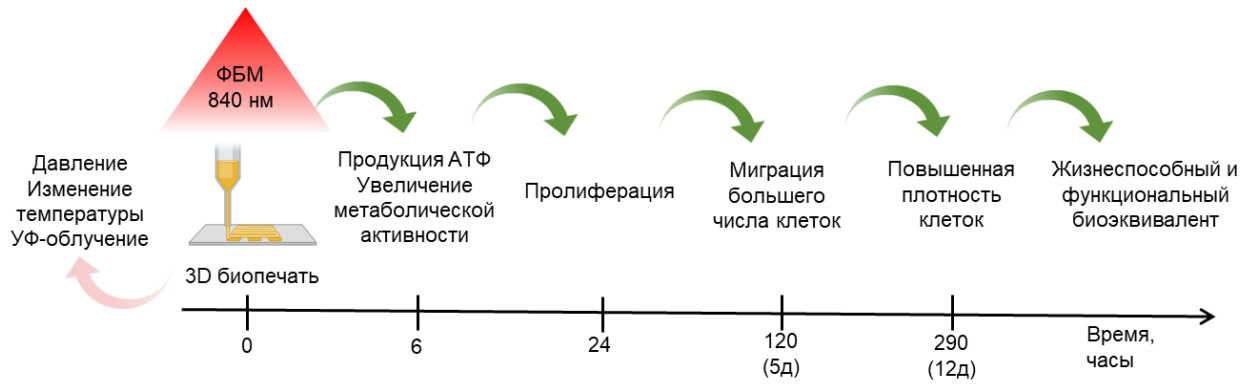 ФБМ
840 нм
Давление
Изменение
температуры
УФ-облучение
3D биопечать
Продукция АТФ
Увеличение
метаболической
активности
Пролиферация
Миграция
большего
числа клеток
Повышенная
плотность
клеток
Жизнеспособный и
функциональный
биоэквивалент
0
6
24
120
(5д)
290
(12д)
Время,
часы